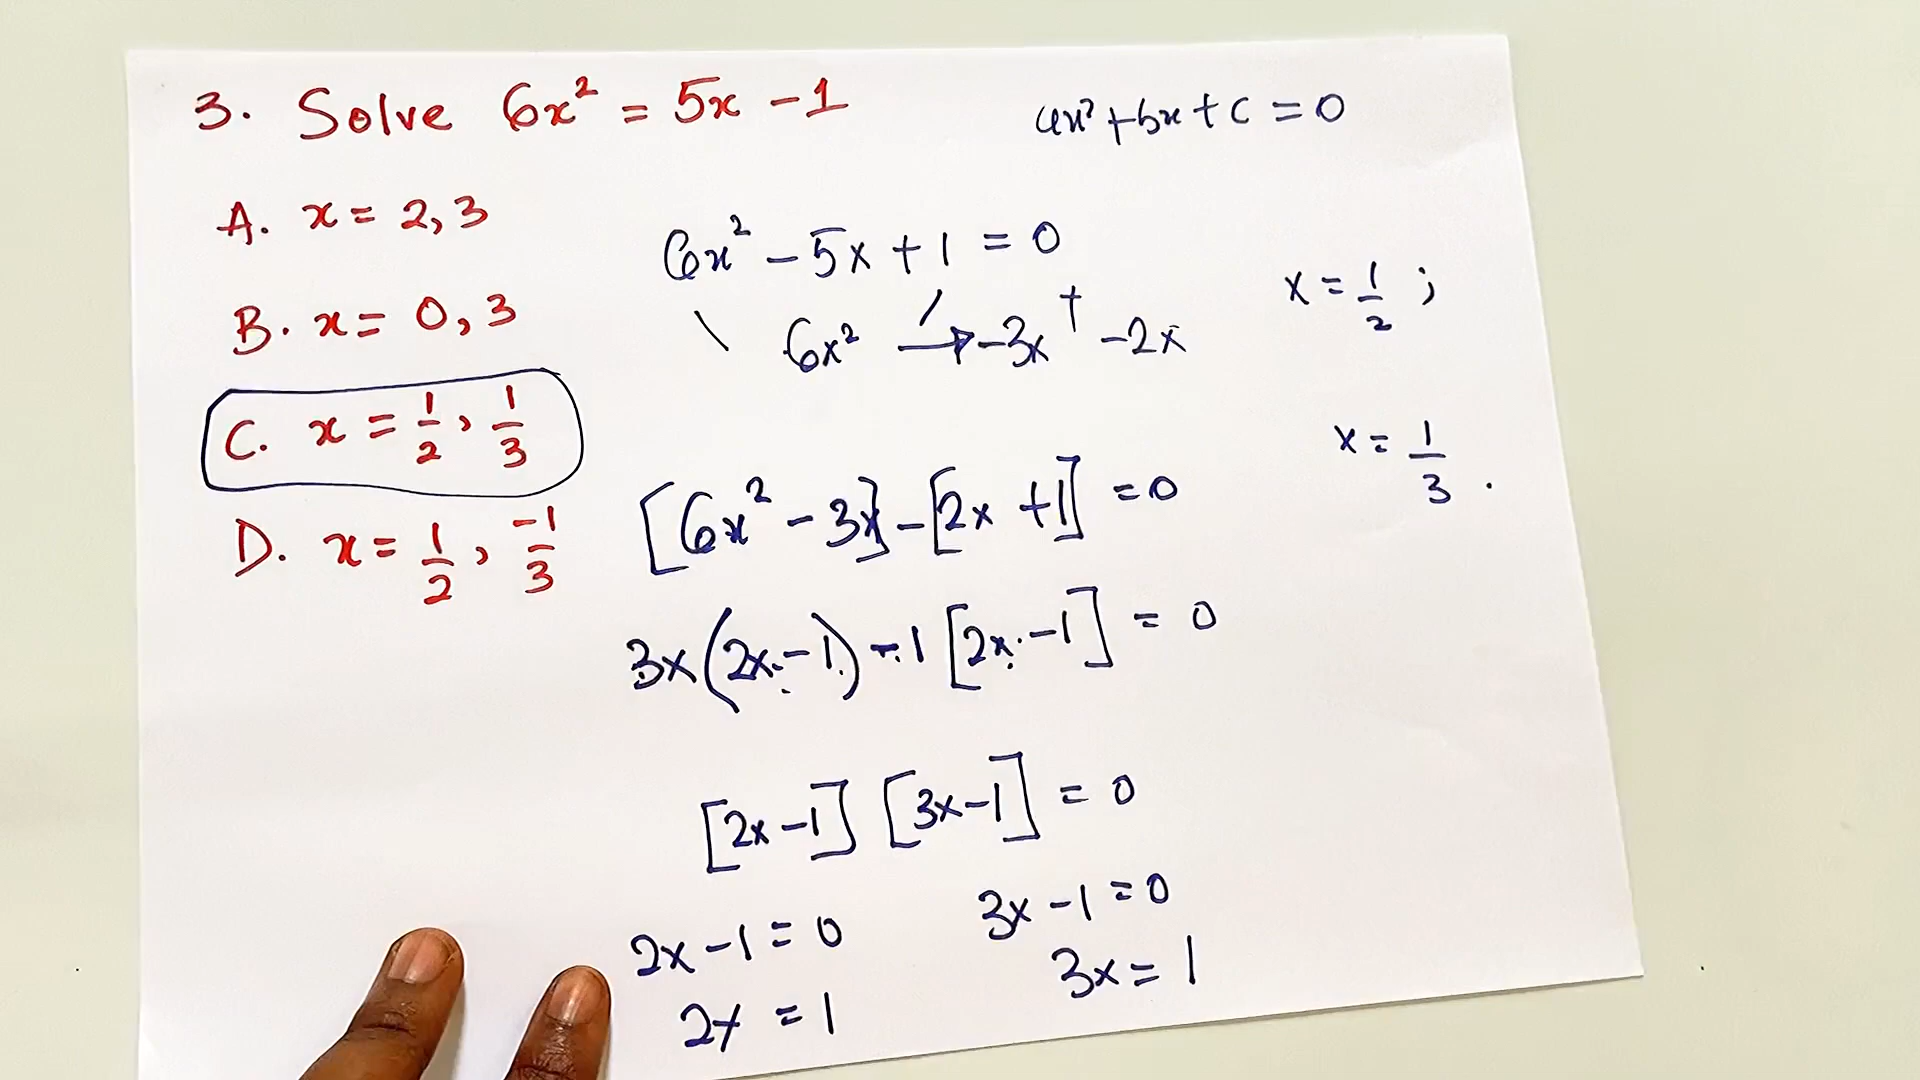 3. Solve 6x² = 5x - 1
ax² + bx + c = 0
A. x = 2, 3
B. x = 0, 3
C. x = 1/2, 1/3
D. x = 1/2, -1/3
6x² - 5x + 1 = 0
6x² → -3x + -2x
[6x² - 3x] - [2x + 1] = 0
3x(2x - 1) - 1[2x - 1] = 0
[2x - 1] [3x - 1] = 0
2x - 1 = 0
2x = 1
3x - 1 = 0
3x = 1
x = 1/2 ;
x = 1/3 .